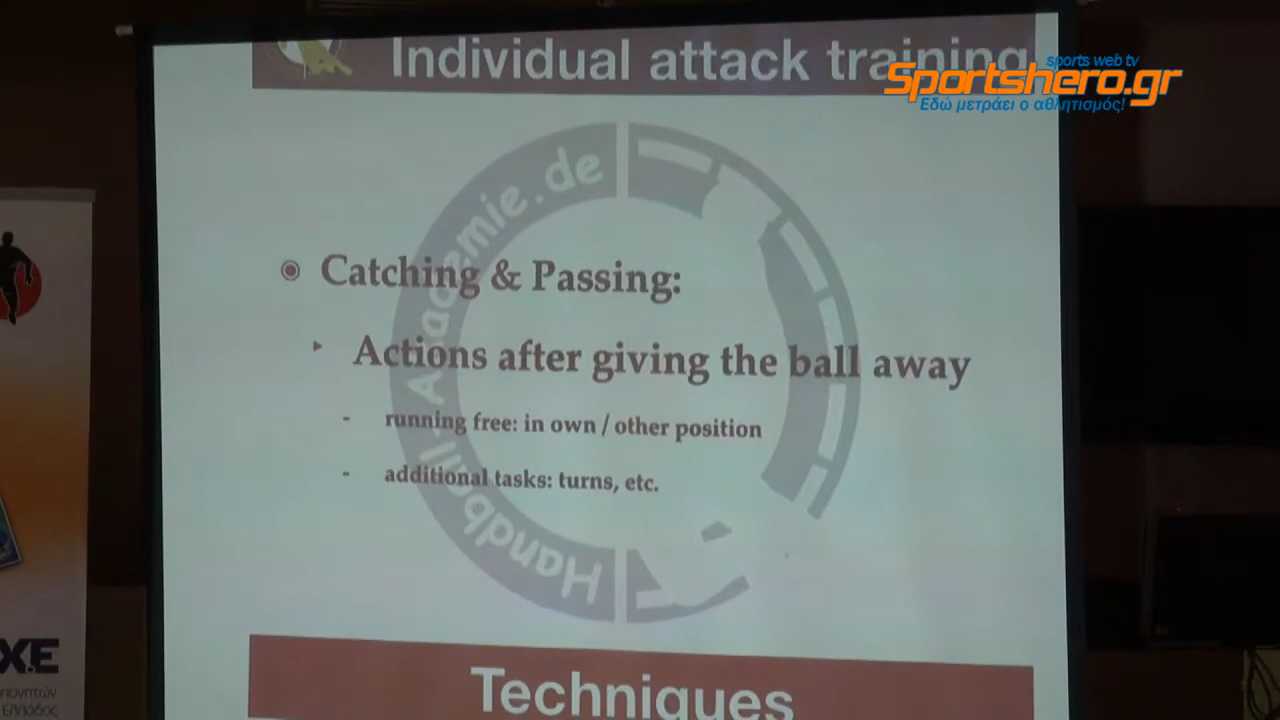 Individual attack training
sports web tv
Sportshero.gr
Εδώ μετράει ο αθλητισμός!
Handball-Academie.de
Catching & Passing:
Actions after giving the ball away
- running free: in own / other position
- additional tasks: turns, etc.
Techniques
Χ.Ε
Ελλάδος